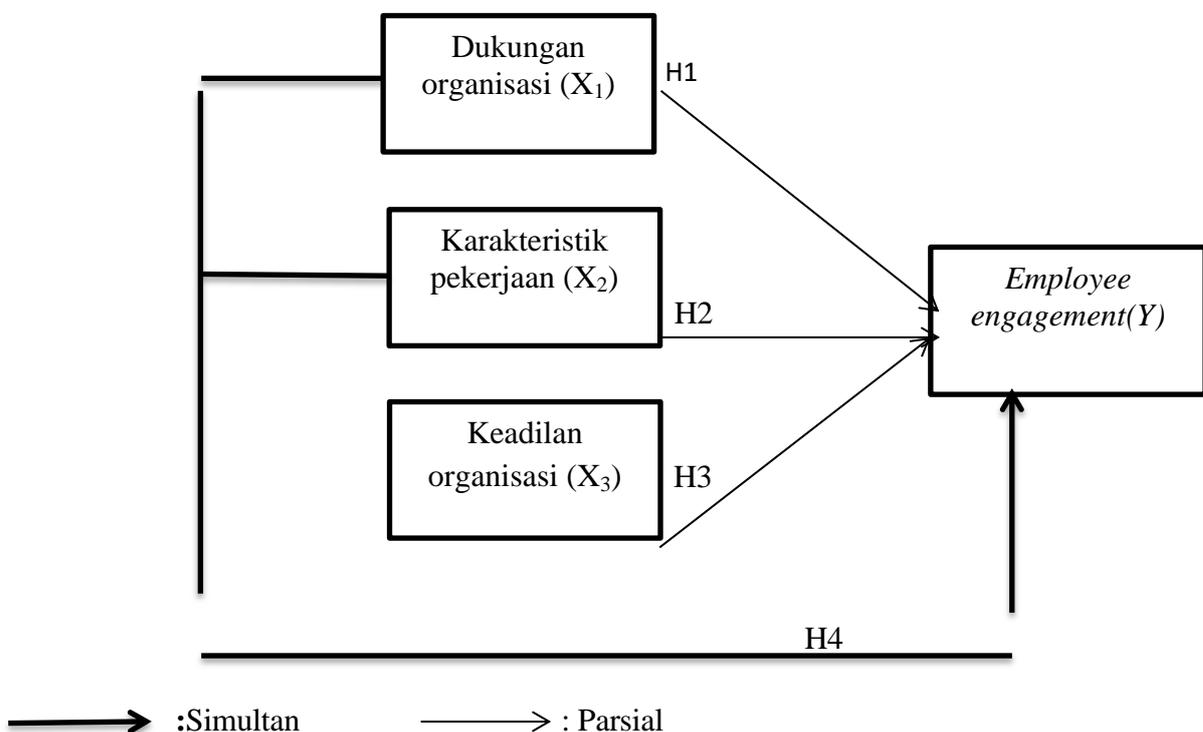 Dukungan
organisasi (X₁)
H1
Karakteristik
pekerjaan (X₂)
H2
Employee
engagement(Y)
Keadilan
organisasi (X₃)
H3
H4
:Simultan
: Parsial